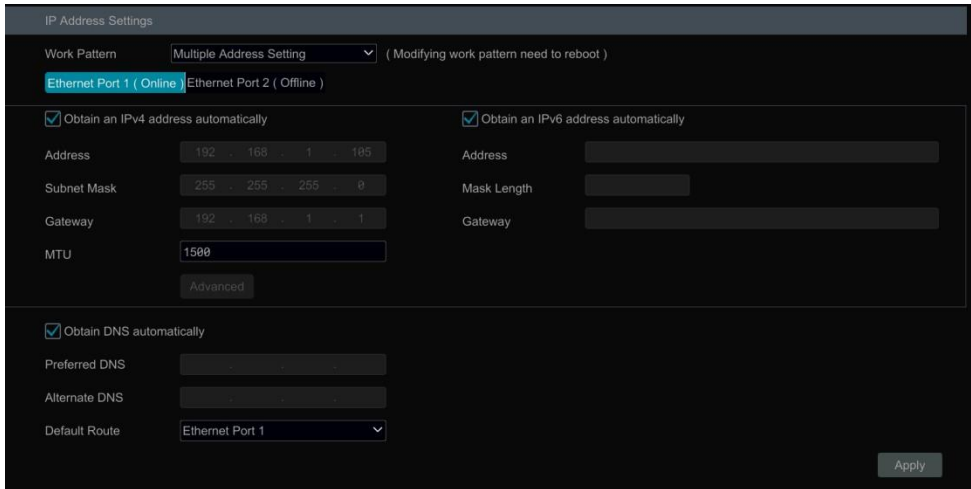 IP Address Settings
Work Pattern Multiple Address Setting ( Modifying work pattern need to reboot )
Ethernet Port 1 ( Online ) Ethernet Port 2 ( Offline )
Obtain an IPv4 address automatically Obtain an IPv6 address automatically
Address 192 . 168 . 1 . 105 Address
Subnet Mask 255 . 255 . 255 . 0 Mask Length
Gateway 192 . 168 . 1 . 1 Gateway
MTU 1500
Advanced
Obtain DNS automatically
Preferred DNS . . .
Alternate DNS . . .
Default Route Ethernet Port 1
Apply